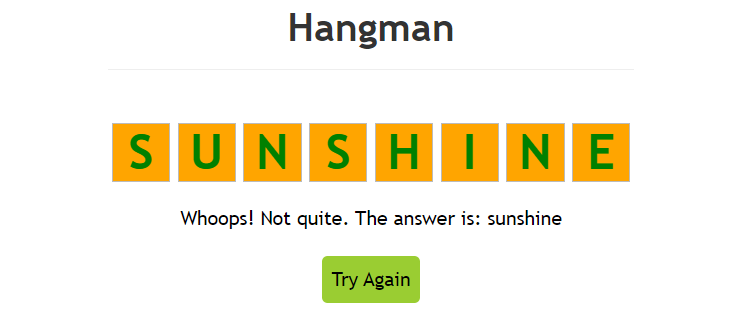 Hangman
S U N S H I N E
Whoops! Not quite. The answer is: sunshine
Try Again